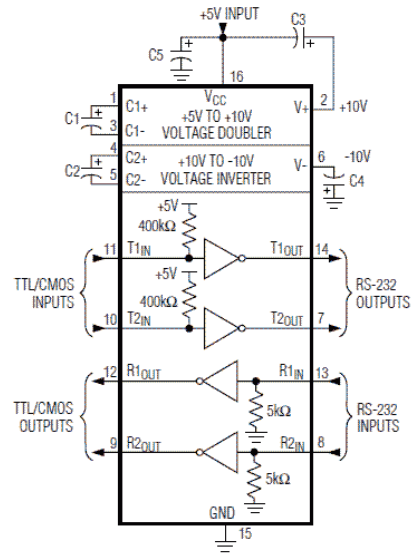 +5V INPUT
C3
+
C5
+
16
1
C1+
VCC
V+
2
+10V
C1
+
+5V TO +10V
3
C1-
VOLTAGE DOUBLER
4
C2+
+10V TO -10V
V-
6
-10V
C2
+
5
C2-
VOLTAGE INVERTER
+
C4
+5V
400kΩ
11
T1IN
T1OUT
14
+5V
TTL/CMOS
INPUTS
400kΩ
RS-232
OUTPUTS
10
T2IN
T2OUT
7
12
R1OUT
R1IN
13
TTL/CMOS
OUTPUTS
5kΩ
RS-232
INPUTS
9
R2OUT
R2IN
8
5kΩ
GND
15